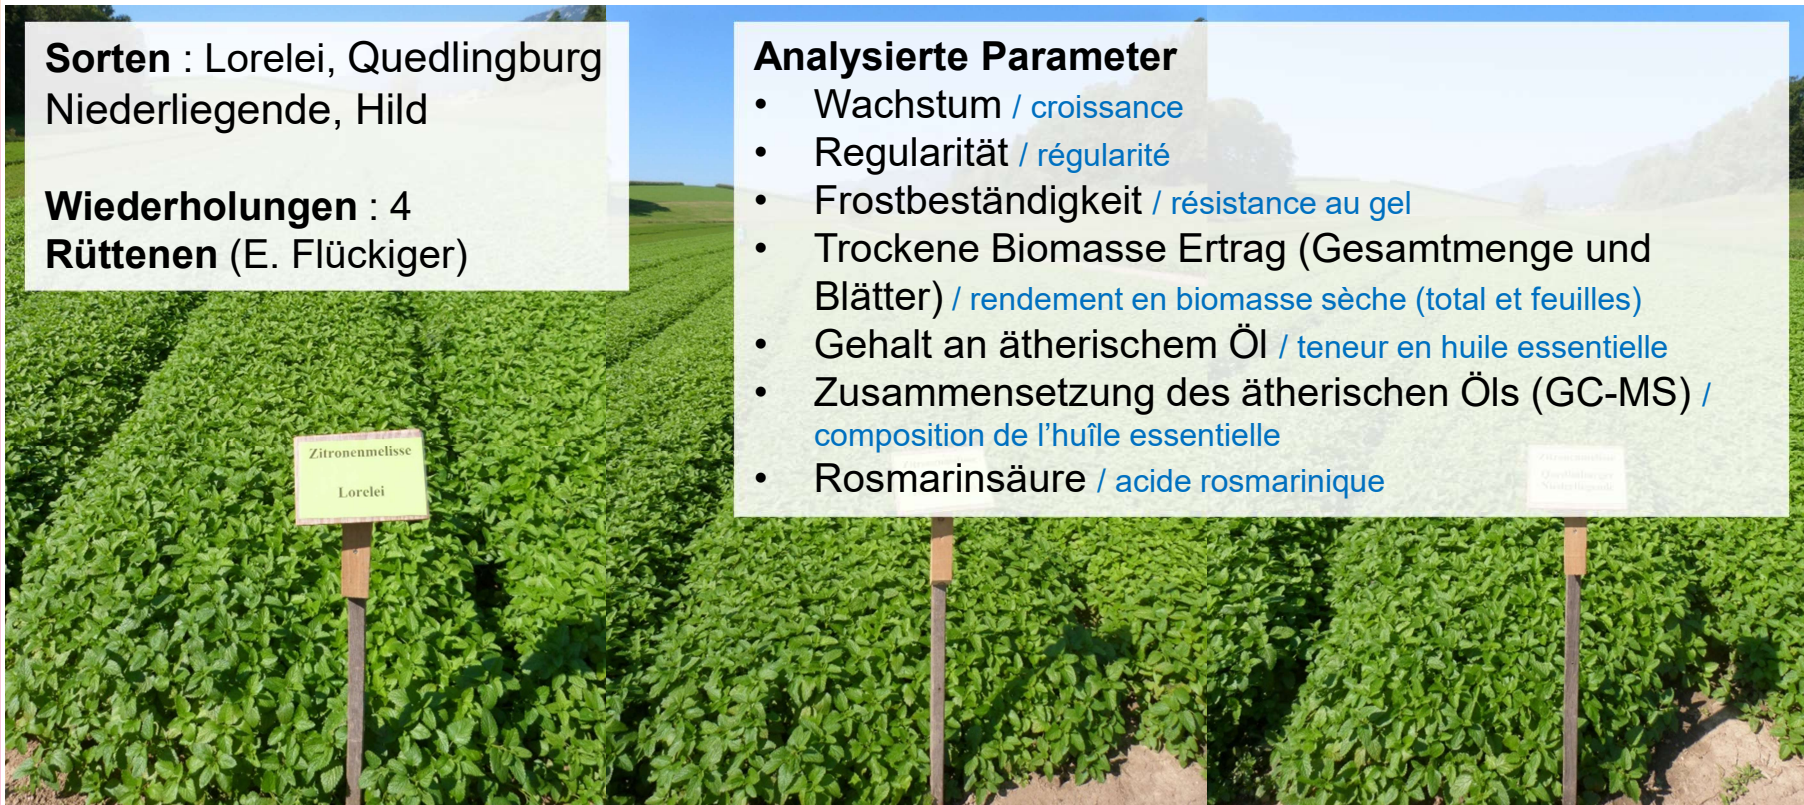 Sorten : Lorelei, Quedlingburg
Niederliegende, Hild
Wiederholungen : 4
Rüttenen (E. Flückiger)
Analysierte Parameter
• Wachstum / croissance
• Regularität / régularité
• Frostbeständigkeit / résistance au gel
• Trockene Biomasse Ertrag (Gesamtmenge und
Blätter) / rendement en biomasse sèche (total et feuilles)
• Gehalt an ätherischem Öl / teneur en huile essentielle
• Zusammensetzung des ätherischen Öls (GC-MS) /
composition de l’huîle essentielle
• Rosmarinsäure / acide rosmarinique
Zitronenmelisse
Lorelei